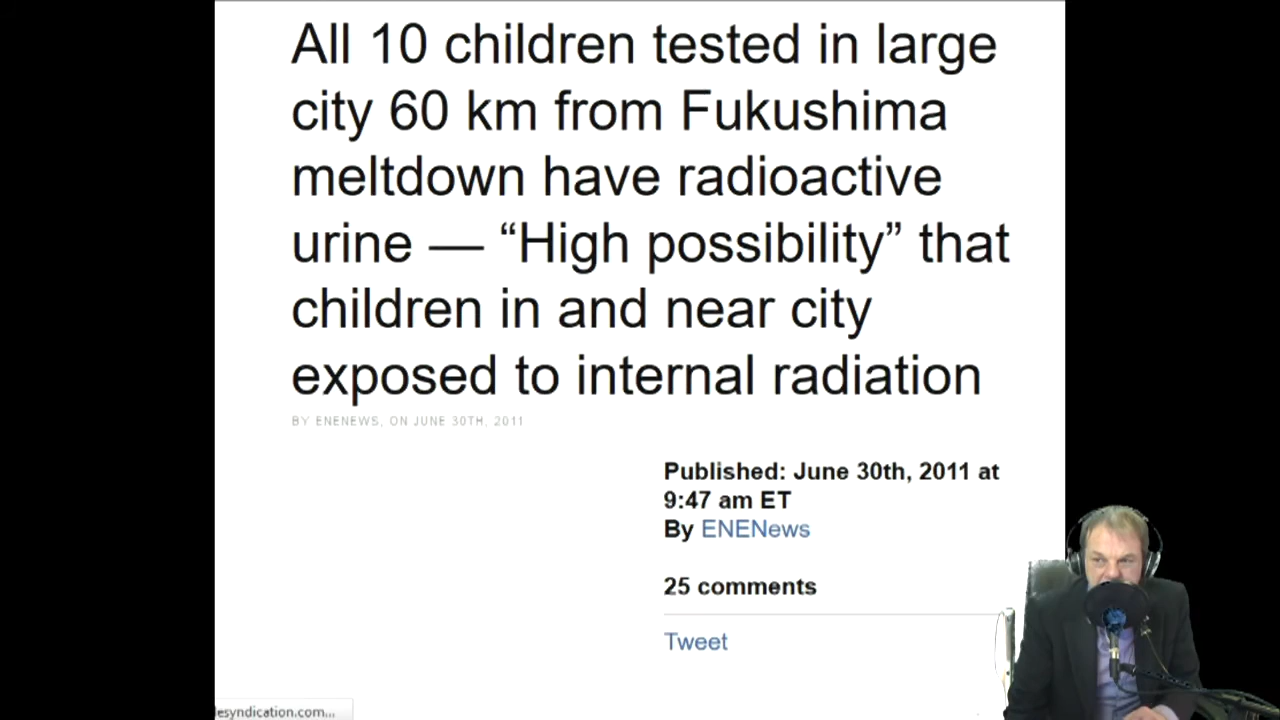 All 10 children tested in large
city 60 km from Fukushima
meltdown have radioactive
urine — “High possibility” that
children in and near city
exposed to internal radiation
BY ENENEWS, ON JUNE 30TH, 2011
Published: June 30th, 2011 at
9:47 am ET
By ENENews
25 comments
Tweet
esyndication.com...